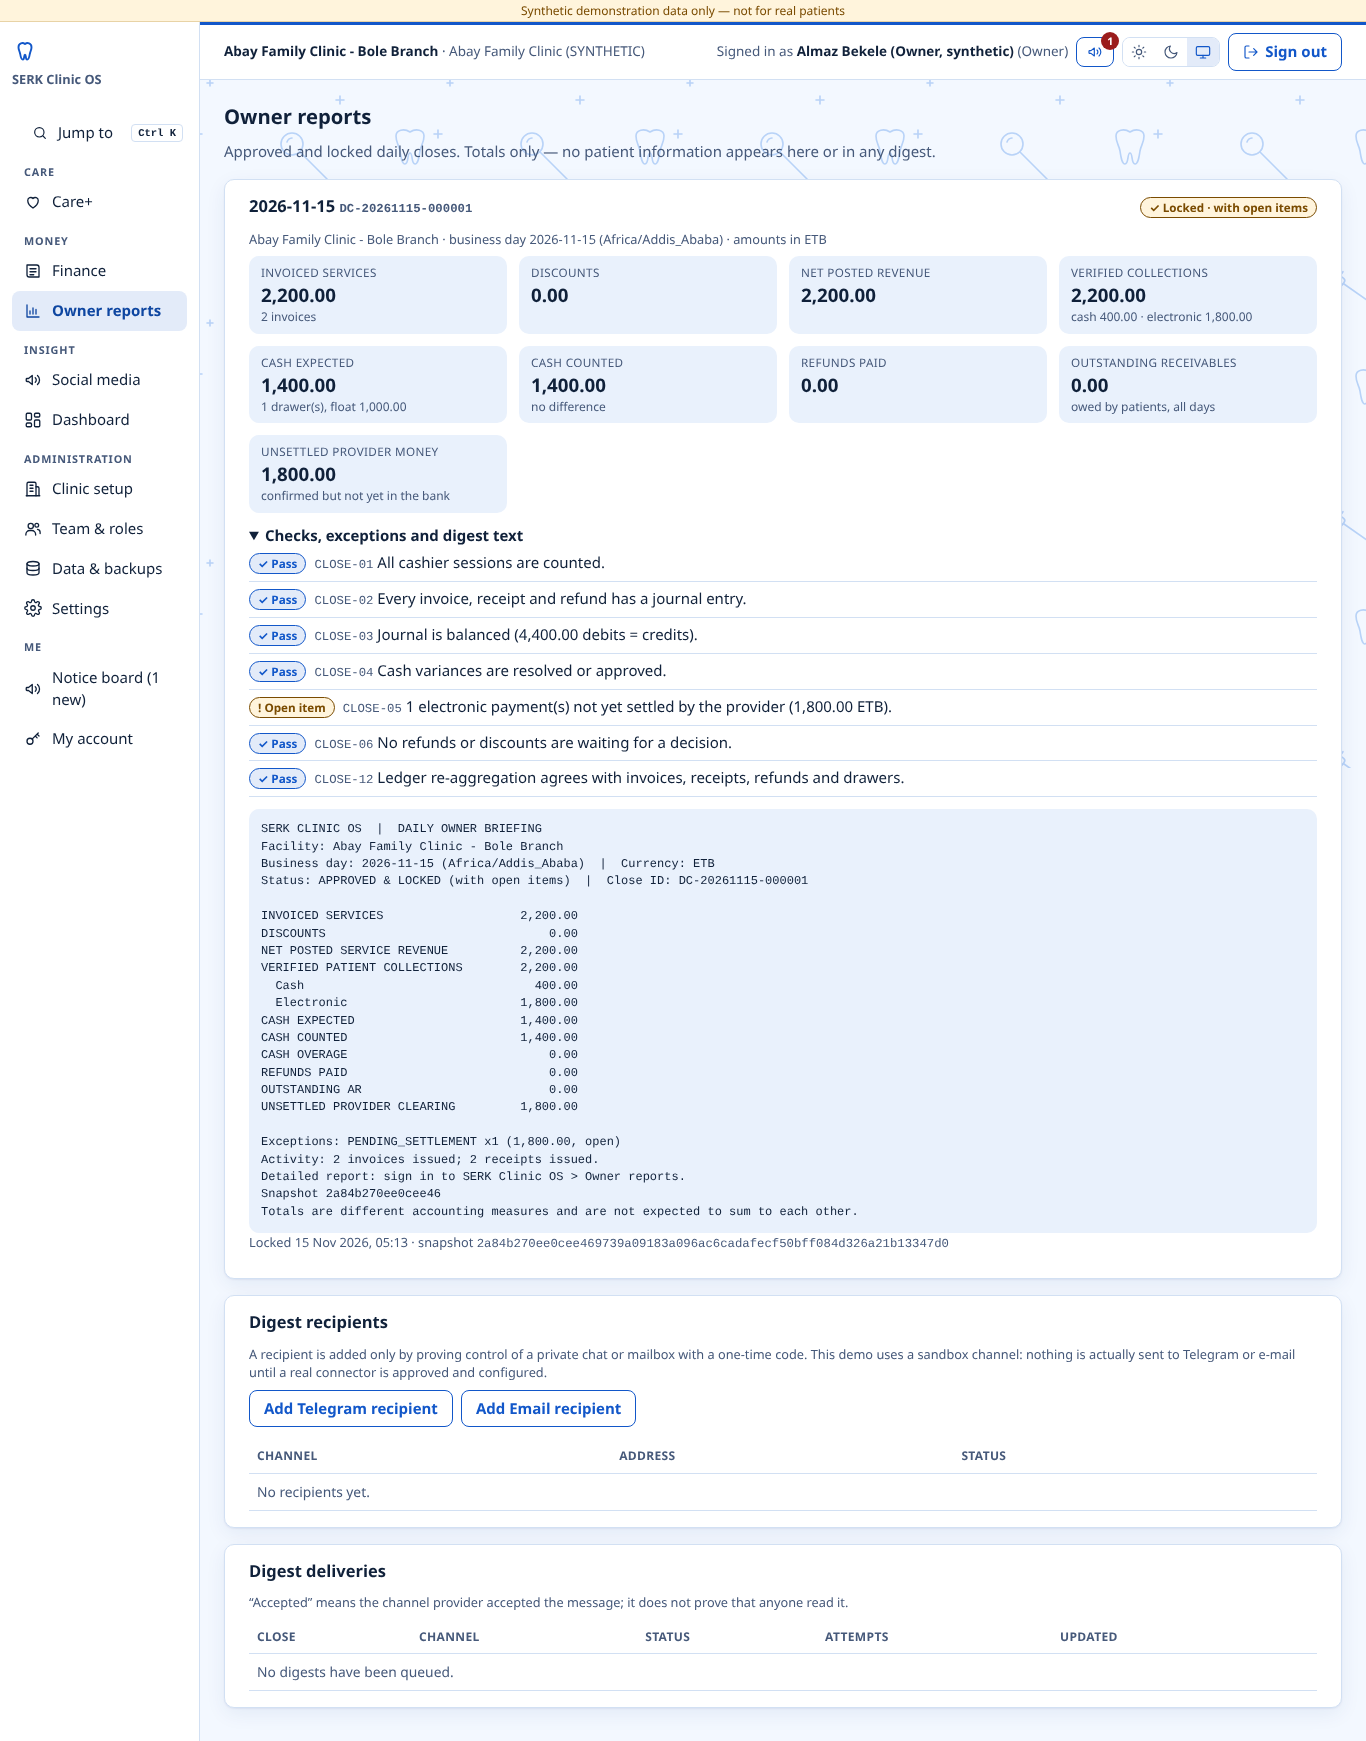 Synthetic demonstration data only — not for real patients
SERK Clinic OS
Jump to Ctrl K
CARE
Care+
MONEY
Finance
Owner reports
INSIGHT
Social media
Dashboard
ADMINISTRATION
Clinic setup
Team & roles
Data & backups
Settings
ME
Notice board (1
new)
My account
Abay Family Clinic - Bole Branch · Abay Family Clinic (SYNTHETIC)
Signed in as Almaz Bekele (Owner, synthetic) (Owner)
1
Sign out
Owner reports
Approved and locked daily closes. Totals only — no patient information appears here or in any digest.
2026-11-15 DC-20261115-000001
✓ Locked · with open items
Abay Family Clinic - Bole Branch · business day 2026-11-15 (Africa/Addis_Ababa) · amounts in ETB
INVOICED SERVICES
2,200.00
2 invoices
DISCOUNTS
0.00
NET POSTED REVENUE
2,200.00
VERIFIED COLLECTIONS
2,200.00
cash 400.00 · electronic 1,800.00
CASH EXPECTED
1,400.00
1 drawer(s), float 1,000.00
CASH COUNTED
1,400.00
no difference
REFUNDS PAID
0.00
OUTSTANDING RECEIVABLES
0.00
owed by patients, all days
UNSETTLED PROVIDER MONEY
1,800.00
confirmed but not yet in the bank
▼ Checks, exceptions and digest text
✓ Pass CLOSE-01 All cashier sessions are counted.
✓ Pass CLOSE-02 Every invoice, receipt and refund has a journal entry.
✓ Pass CLOSE-03 Journal is balanced (4,400.00 debits = credits).
✓ Pass CLOSE-04 Cash variances are resolved or approved.
! Open item CLOSE-05 1 electronic payment(s) not yet settled by the provider (1,800.00 ETB).
✓ Pass CLOSE-06 No refunds or discounts are waiting for a decision.
✓ Pass CLOSE-12 Ledger re-aggregation agrees with invoices, receipts, refunds and drawers.
SERK CLINIC OS | DAILY OWNER BRIEFING
Facility: Abay Family Clinic - Bole Branch
Business day: 2026-11-15 (Africa/Addis_Ababa) | Currency: ETB
Status: APPROVED & LOCKED (with open items) | Close ID: DC-20261115-000001
INVOICED SERVICES 2,200.00
DISCOUNTS 0.00
NET POSTED SERVICE REVENUE 2,200.00
VERIFIED PATIENT COLLECTIONS 2,200.00
Cash 400.00
Electronic 1,800.00
CASH EXPECTED 1,400.00
CASH COUNTED 1,400.00
CASH OVERAGE 0.00
REFUNDS PAID 0.00
OUTSTANDING AR 0.00
UNSETTLED PROVIDER CLEARING 1,800.00
Exceptions: PENDING_SETTLEMENT x1 (1,800.00, open)
Activity: 2 invoices issued; 2 receipts issued.
Detailed report: sign in to SERK Clinic OS > Owner reports.
Snapshot 2a84b270ee0cee46
Totals are different accounting measures and are not expected to sum to each other.
Locked 15 Nov 2026, 05:13 · snapshot 2a84b270ee0cee469739a09183a096ac6cadafecf50bff084d326a21b13347d0
Digest recipients
A recipient is added only by proving control of a private chat or mailbox with a one-time code. This demo uses a sandbox channel: nothing is actually sent to Telegram or e-mail
until a real connector is approved and configured.
Add Telegram recipient
Add Email recipient
CHANNEL ADDRESS STATUS
No recipients yet.
Digest deliveries
“Accepted” means the channel provider accepted the message; it does not prove that anyone read it.
CLOSE CHANNEL STATUS ATTEMPTS UPDATED
No digests have been queued.